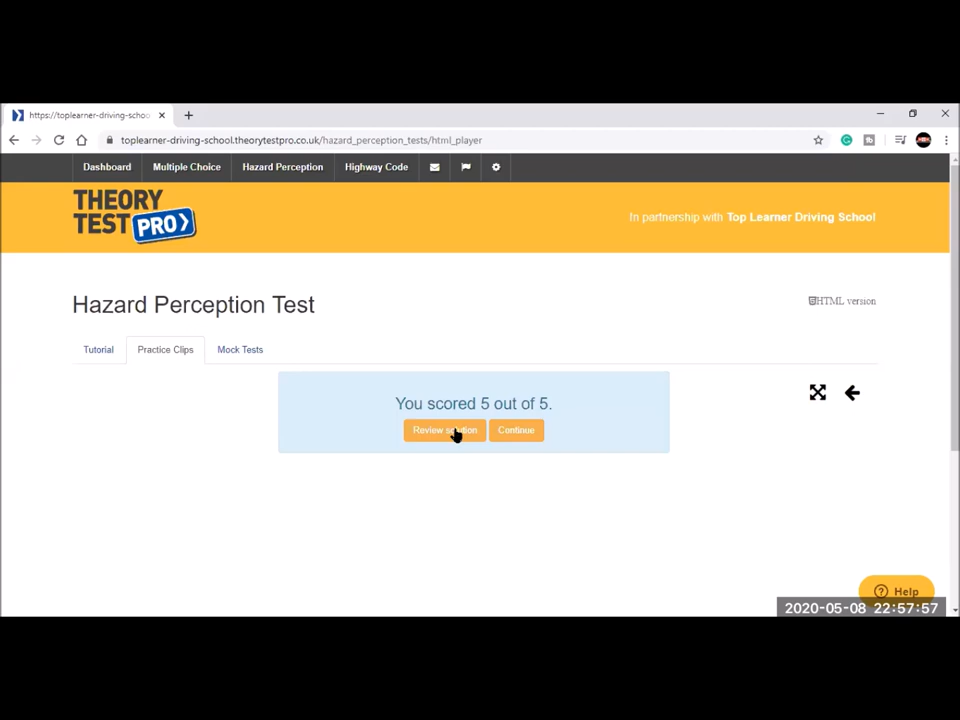 https://toplearner-driving-schoo
toplearner-driving-school.theorytestpro.co.uk/hazard_perception_tests/html_player
Dashboard Multiple Choice Hazard Perception Highway Code
THEORY
TEST PRO
In partnership with Top Learner Driving School
Hazard Perception Test
HTML version
Tutorial Practice Clips Mock Tests
You scored 5 out of 5.
Review solution Continue
? Help
2020-05-08 22:57:57